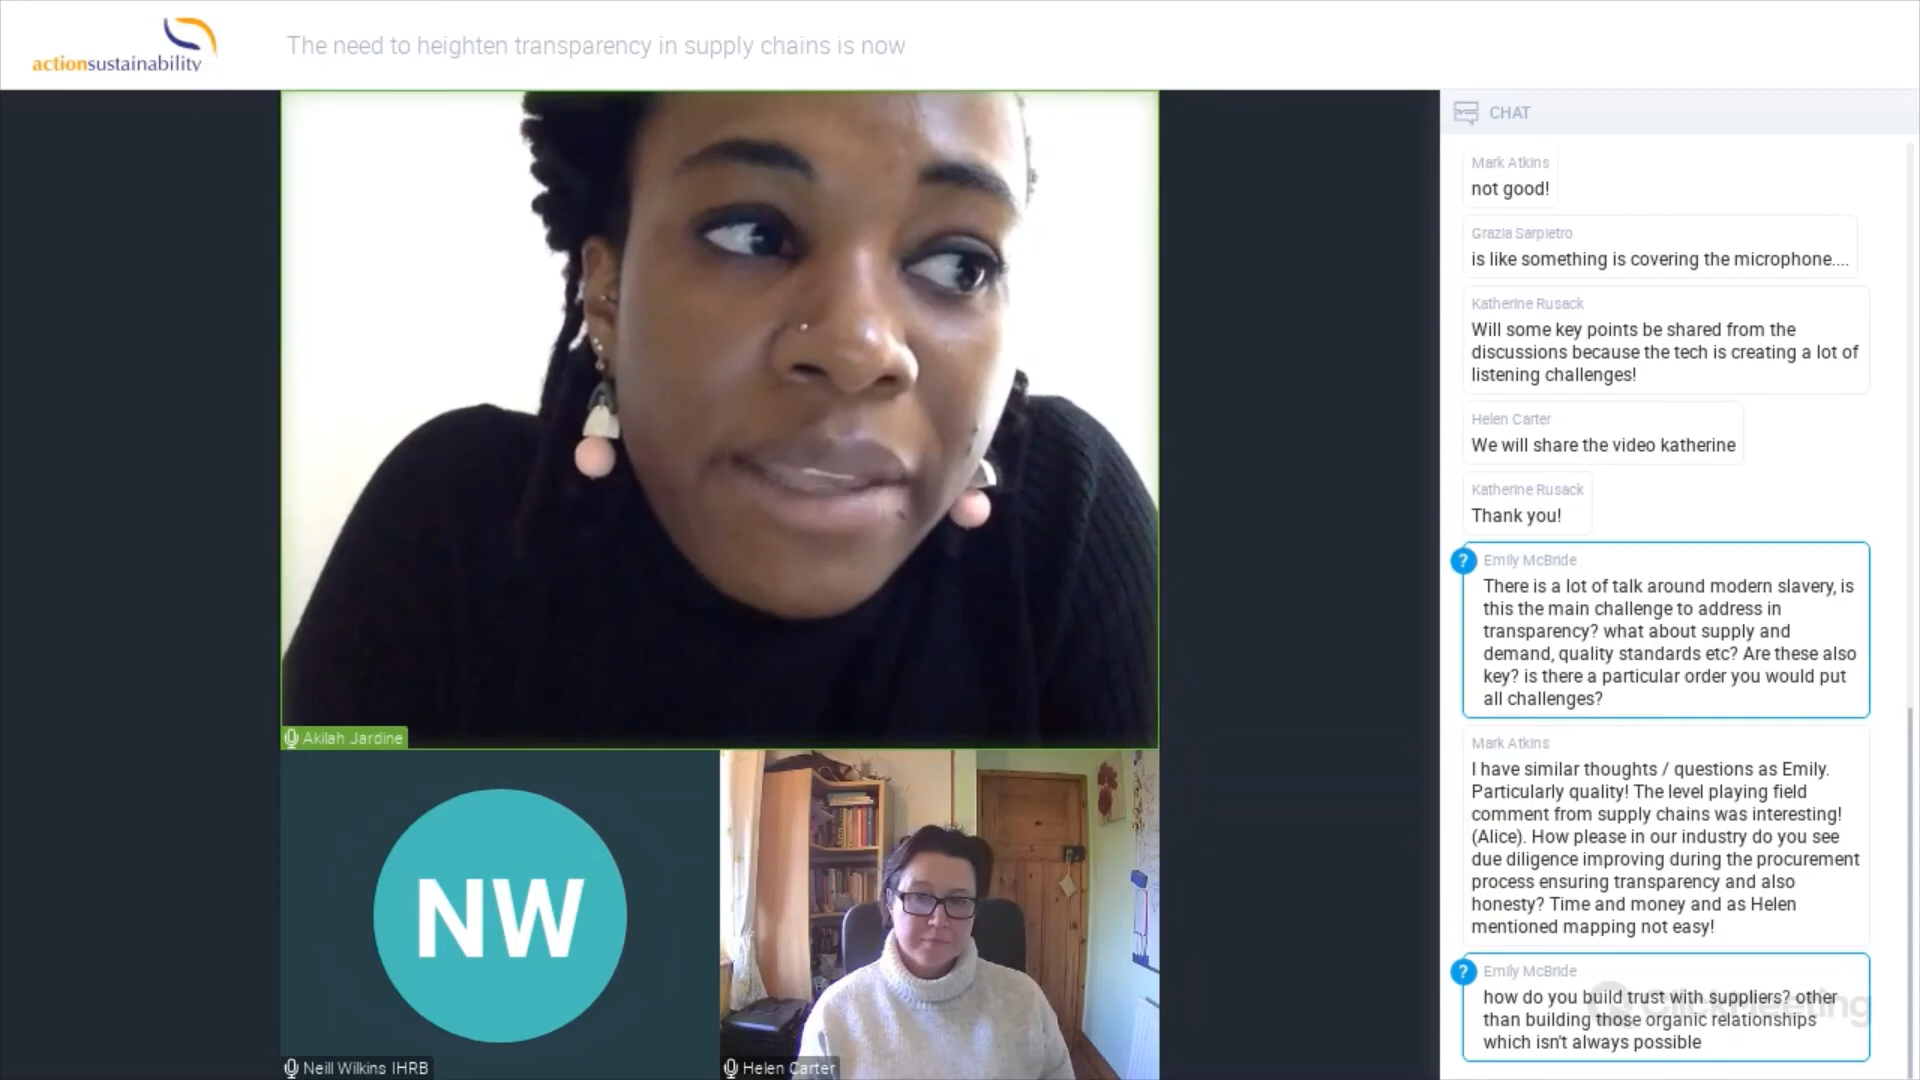 actionsustainability
The need to heighten transparency in supply chains is now
CHAT
Mark Atkins
not good!
Grazia Sarpietro
is like something is covering the microphone....
Katherine Rusack
Will some key points be shared from the
discussions because the tech is creating a lot of
listening challenges!
Helen Carter
We will share the video katherine
Katherine Rusack
Thank you!
?
Emily McBride
There is a lot of talk around modern slavery, is
this the main challenge to address in
transparency? what about supply and
demand, quality standards etc? Are these also
key? is there a particular order you would put
all challenges?
Mark Atkins
I have similar thoughts / questions as Emily.
Particularly quality! The level playing field
comment from supply chains was interesting!
(Alice). How please in our industry do you see
due diligence improving during the procurement
process ensuring transparency and also
honesty? Time and money and as Helen
mentioned mapping not easy!
?
Emily McBride
how do you build trust with suppliers? other
than building those organic relationships
which isn't always possible
ClickMeeting
Akilah Jardine
NW
Neill Wilkins IHRB
Helen Carter